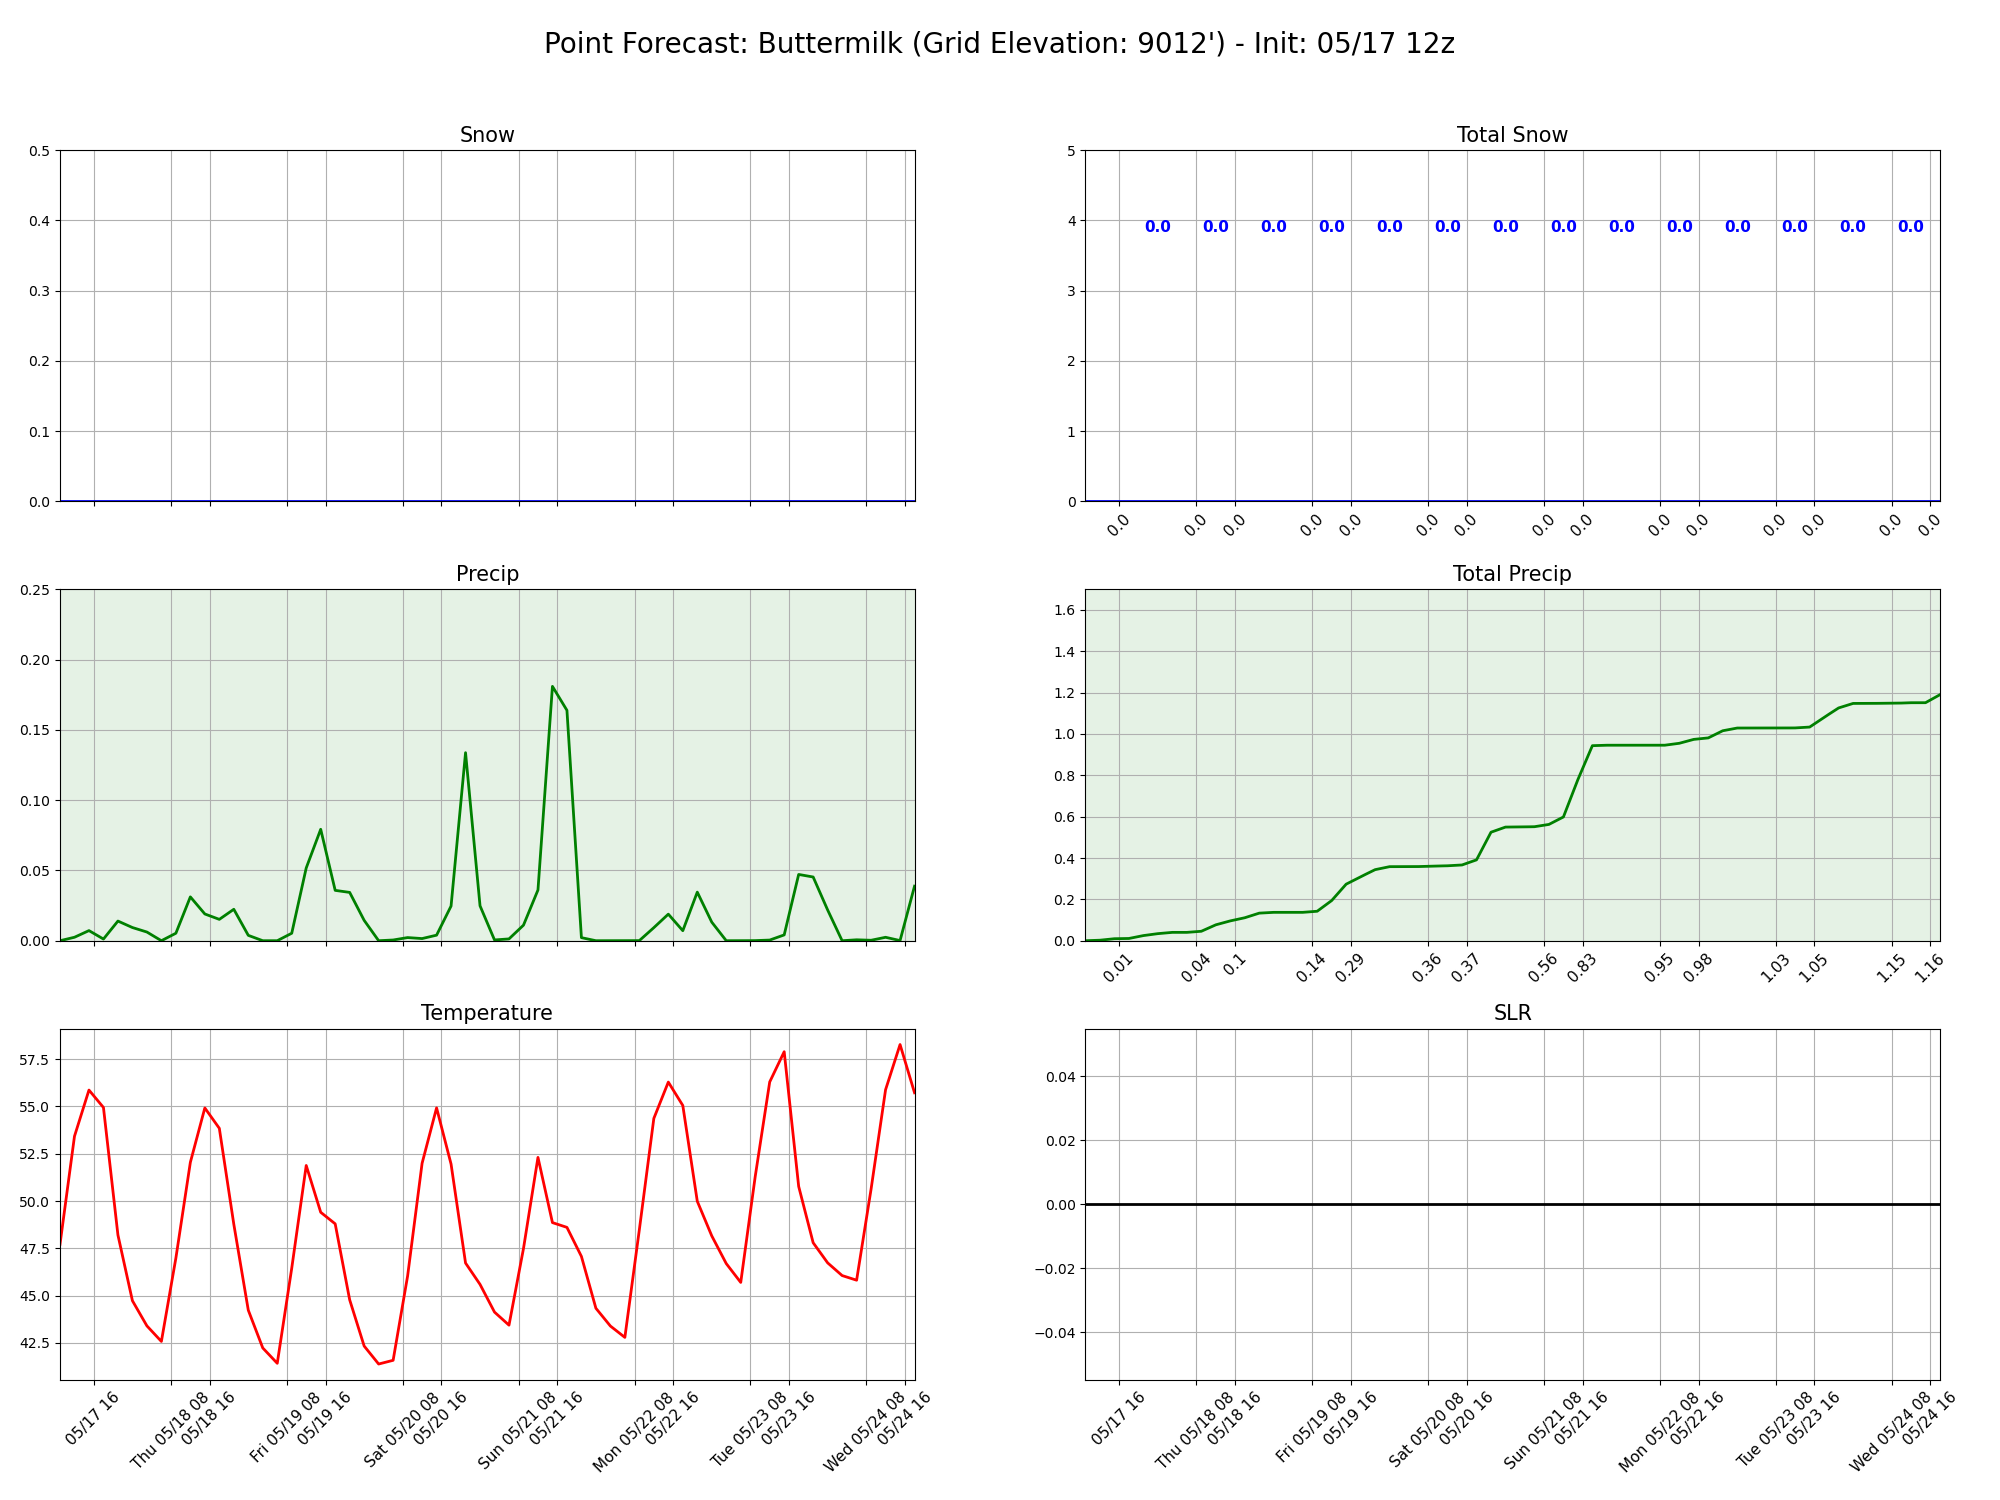 Point Forecast: Buttermilk (Grid Elevation: 9012') - Init: 05/17 12z
Snow
0.5
0.4
0.3
0.2
0.1
0.0
Total Snow
5
4
3
2
1
0
0.0 0.0 0.0 0.0 0.0 0.0 0.0 0.0 0.0 0.0 0.0 0.0 0.0 0.0
0.0 0.0 0.0 0.0 0.0 0.0 0.0 0.0 0.0 0.0 0.0 0.0 0.0 0.0 0.0
Precip
0.25
0.20
0.15
0.10
0.05
0.00
Total Precip
1.6
1.4
1.2
1.0
0.8
0.6
0.4
0.2
0.0
0.01 0.04 0.1 0.14 0.29 0.36 0.37 0.56 0.83 0.95 0.98 1.03 1.05 1.15 1.16
Temperature
57.5
55.0
52.5
50.0
47.5
45.0
42.5
05/17 16
Thu 05/18 08
05/18 16
Fri 05/19 08
05/19 16
Sat 05/20 08
05/20 16
Sun 05/21 08
05/21 16
Mon 05/22 08
05/22 16
Tue 05/23 08
05/23 16
Wed 05/24 08
05/24 16
SLR
0.04
0.02
0.00
−0.02
−0.04
05/17 16
Thu 05/18 08
05/18 16
Fri 05/19 08
05/19 16
Sat 05/20 08
05/20 16
Sun 05/21 08
05/21 16
Mon 05/22 08
05/22 16
Tue 05/23 08
05/23 16
Wed 05/24 08
05/24 16